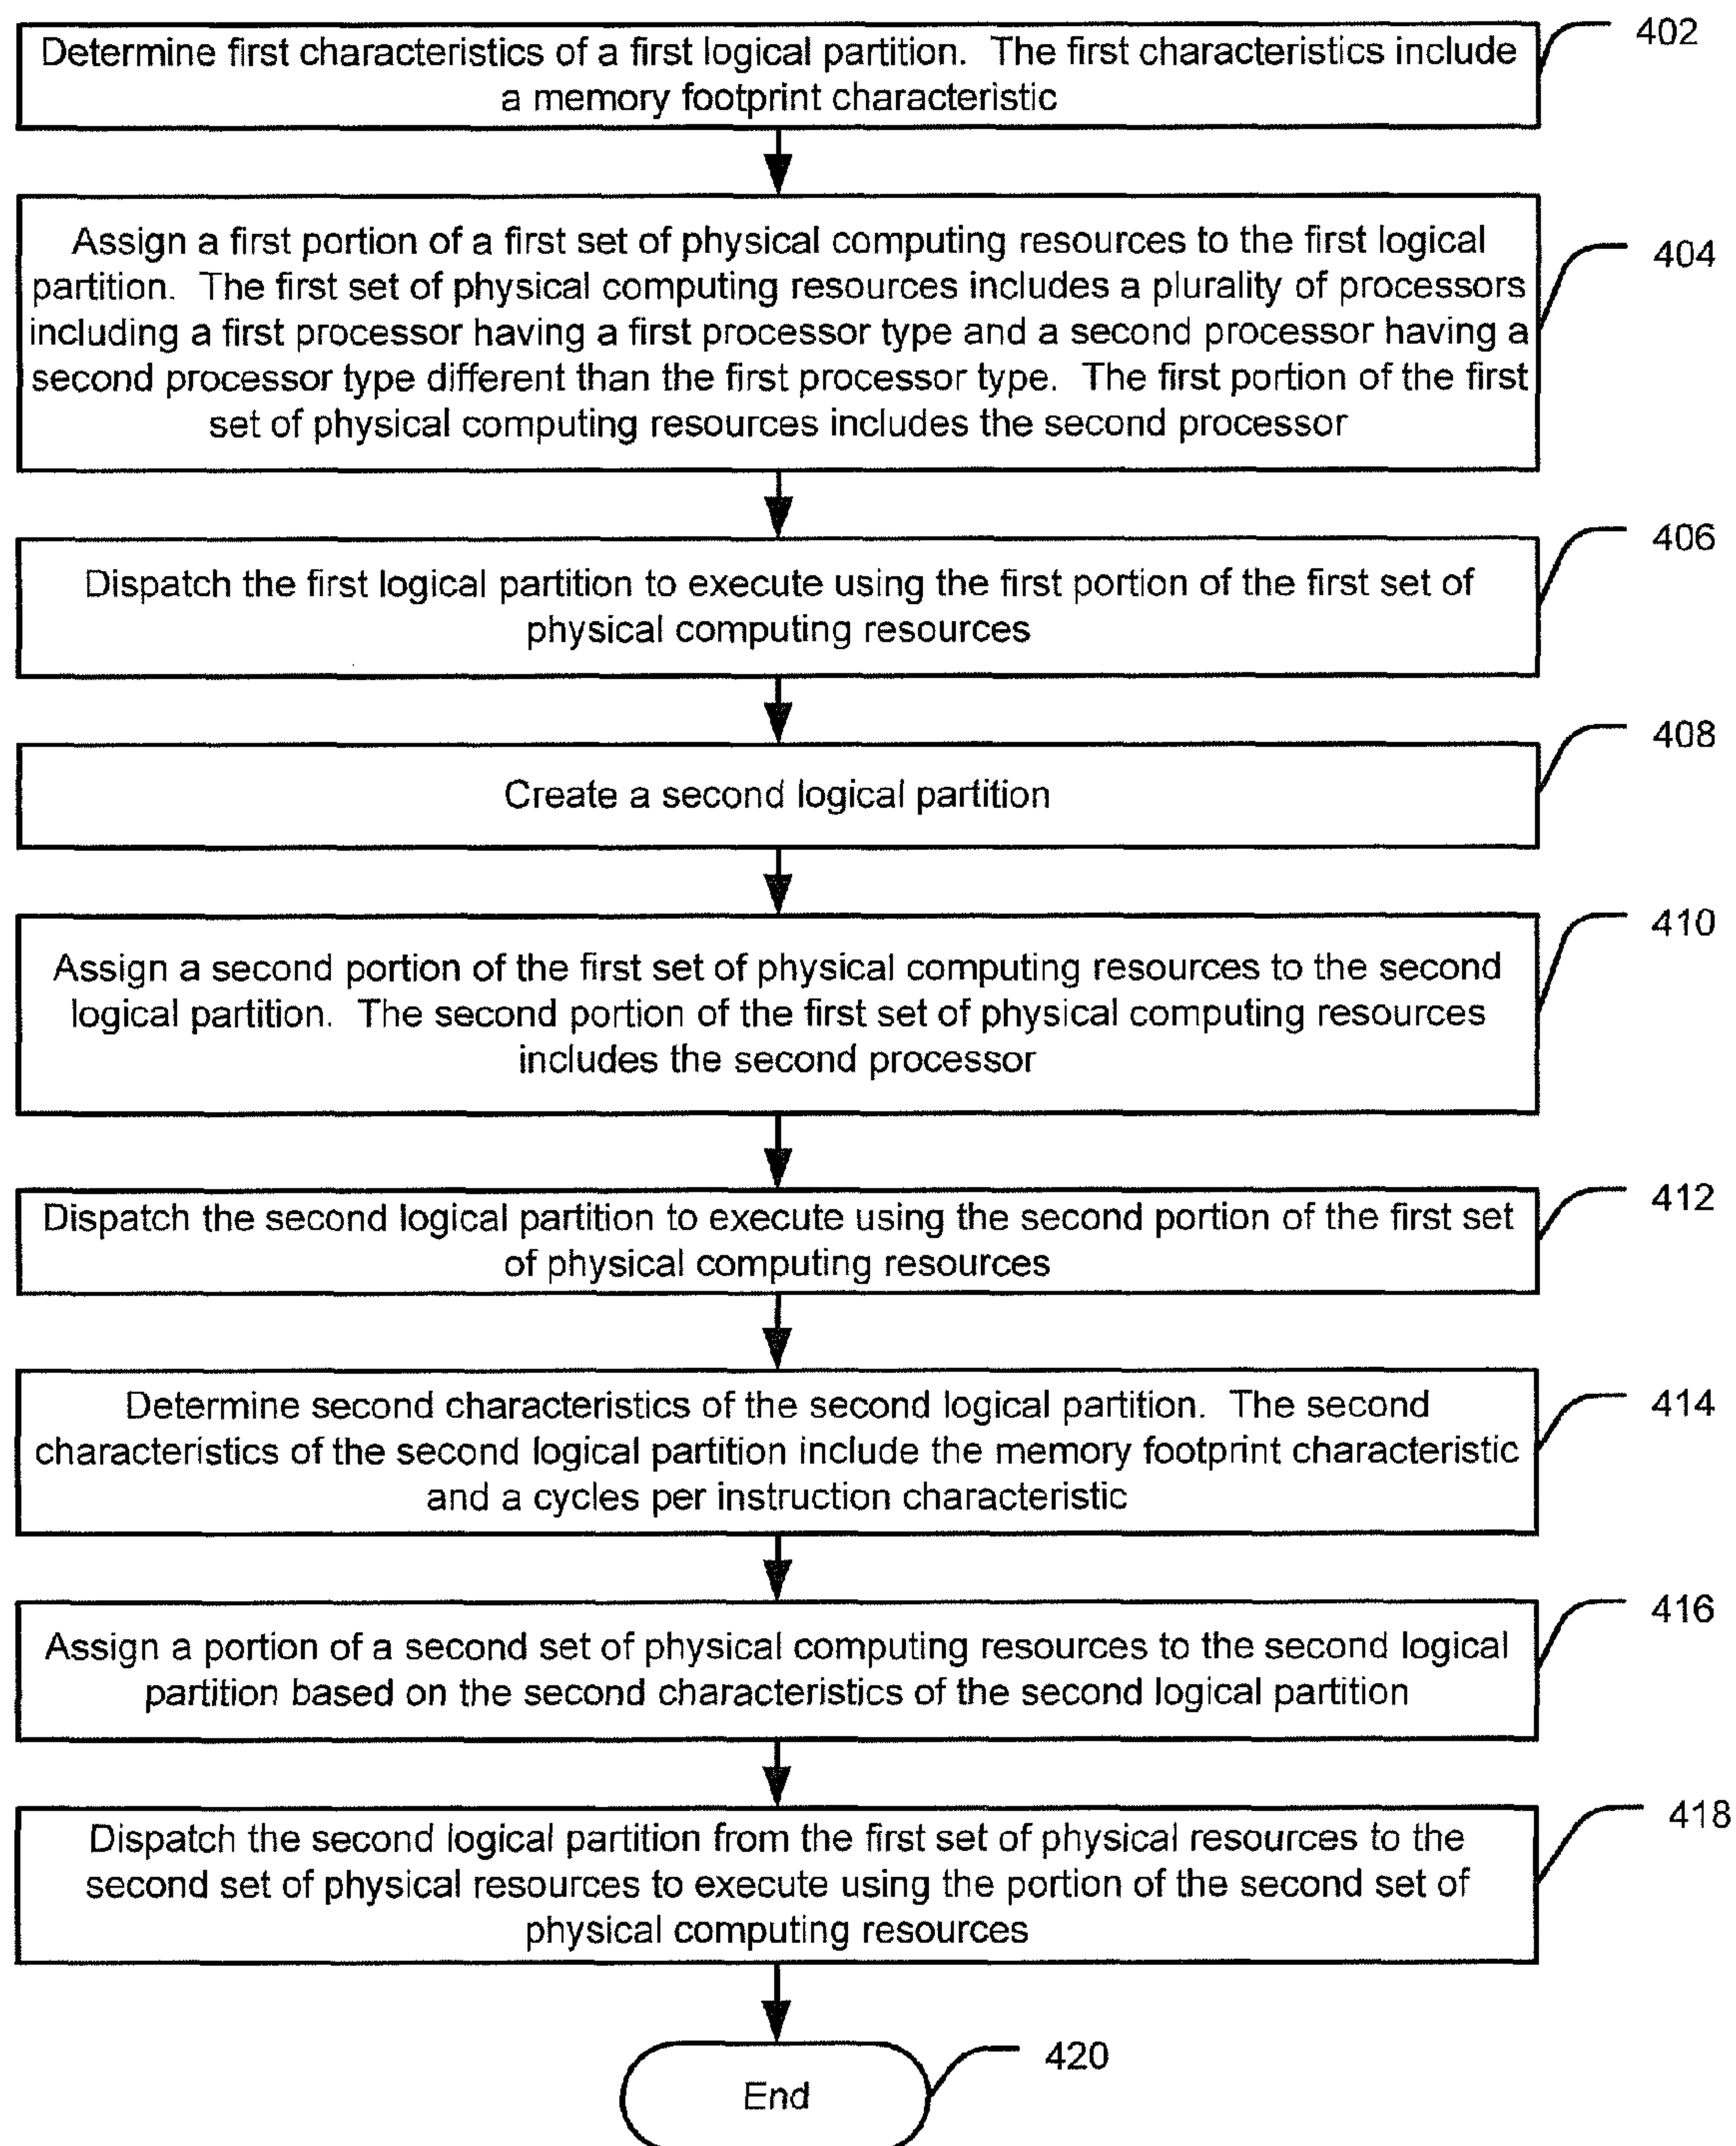 402
Determine first characteristics of a first logical partition. The first characteristics include
a memory footprint characteristic
404
Assign a first portion of a first set of physical computing resources to the first logical
partition. The first set of physical computing resources includes a plurality of processors
including a first processor having a first processor type and a second processor having a
second processor type different than the first processor type. The first portion of the first
set of physical computing resources includes the second processor
406
Dispatch the first logical partition to execute using the first portion of the first set of
physical computing resources
408
Create a second logical partition
410
Assign a second portion of the first set of physical computing resources to the second
logical partition. The second portion of the first set of physical computing resources
includes the second processor
412
Dispatch the second logical partition to execute using the second portion of the first set
of physical computing resources
414
Determine second characteristics of the second logical partition. The second
characteristics of the second logical partition include the memory footprint characteristic
and a cycles per instruction characteristic
416
Assign a portion of a second set of physical computing resources to the second logical
partition based on the second characteristics of the second logical partition
418
Dispatch the second logical partition from the first set of physical resources to the
second set of physical resources to execute using the portion of the second set of
physical computing resources
420
End